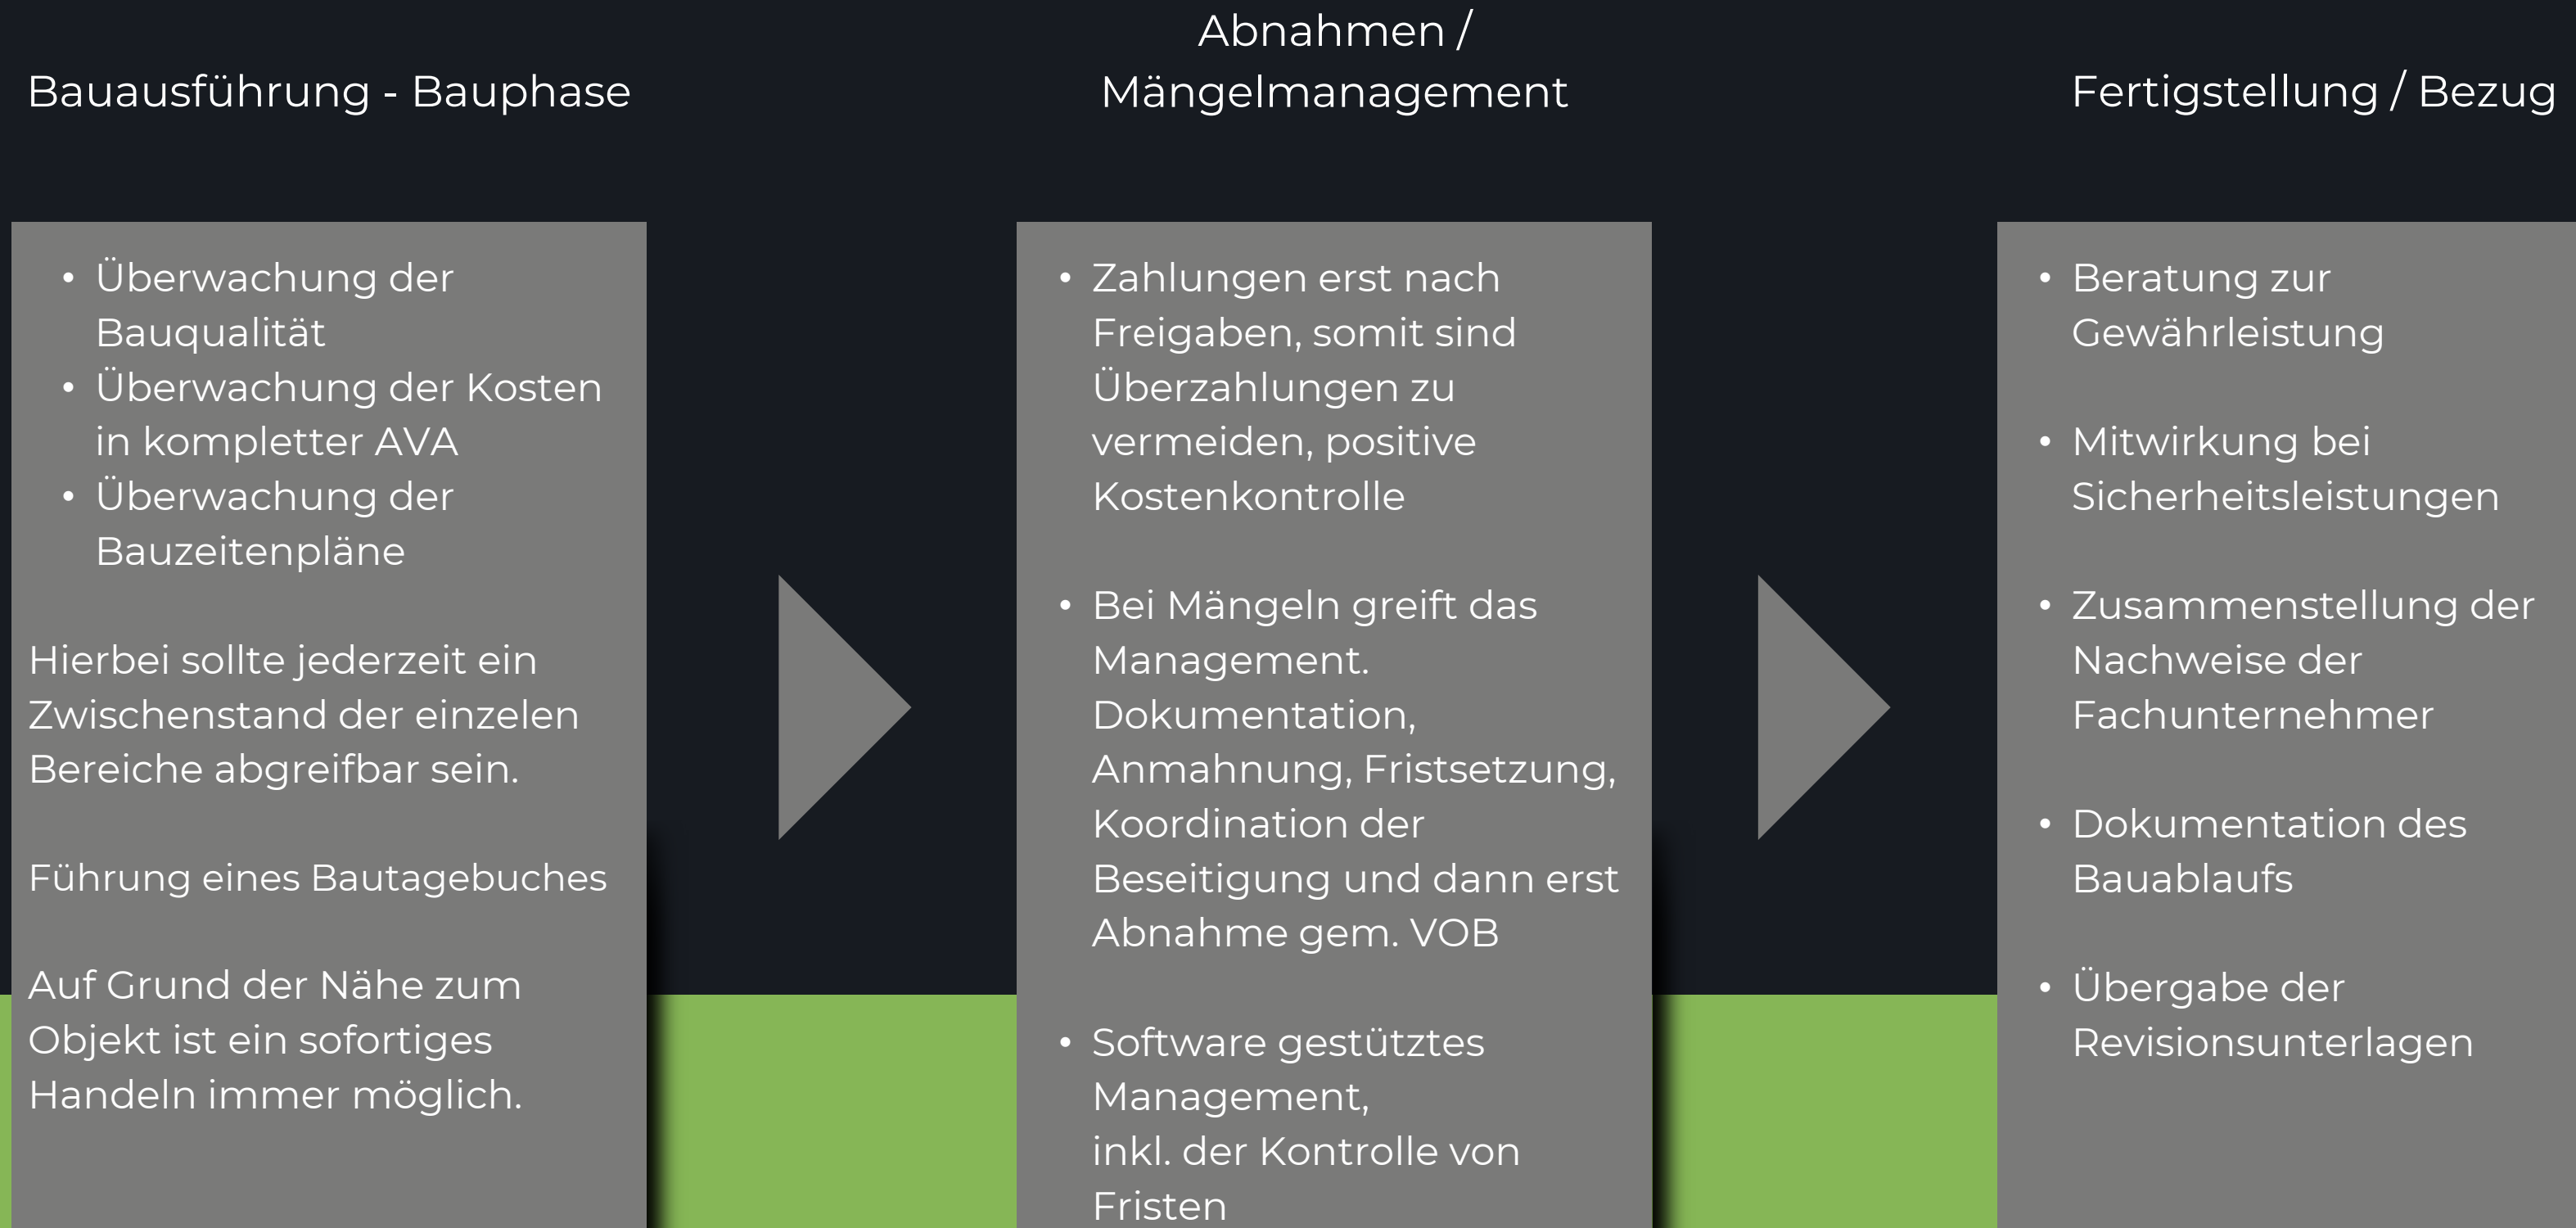 Bauausführung - Bauphase
• Überwachung der
Bauqualität
• Überwachung der Kosten
in kompletter AVA
• Überwachung der
Bauzeitenpläne
Hierbei sollte jederzeit ein
Zwischenstand der einzelen
Bereiche abgreifbar sein.
Führung eines Bautagebuches
Auf Grund der Nähe zum
Objekt ist ein sofortiges
Handeln immer möglich.
Abnahmen /
Mängelmanagement
• Zahlungen erst nach
Freigaben, somit sind
Überzahlungen zu
vermeiden, positive
Kostenkontrolle
• Bei Mängeln greift das
Management.
Dokumentation,
Anmahnung, Fristsetzung,
Koordination der
Beseitigung und dann erst
Abnahme gem. VOB
• Software gestütztes
Management,
inkl. der Kontrolle von
Fristen
Fertigstellung / Bezug
• Beratung zur
Gewährleistung
• Mitwirkung bei
Sicherheitsleistungen
• Zusammenstellung der
Nachweise der
Fachunternehmer
• Dokumentation des
Bauablaufs
• Übergabe der
Revisionsunterlagen